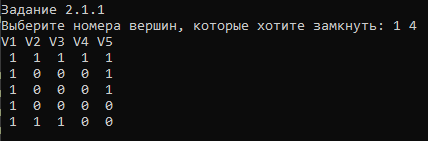 Задание 2.1.1
Выберите номера вершин, которые хотите замкнуть: 1 4
V1 V2 V3 V4 V5
1 1 1 1 1
1 0 0 0 1
1 0 0 0 1
1 0 0 0 0
1 1 1 0 0